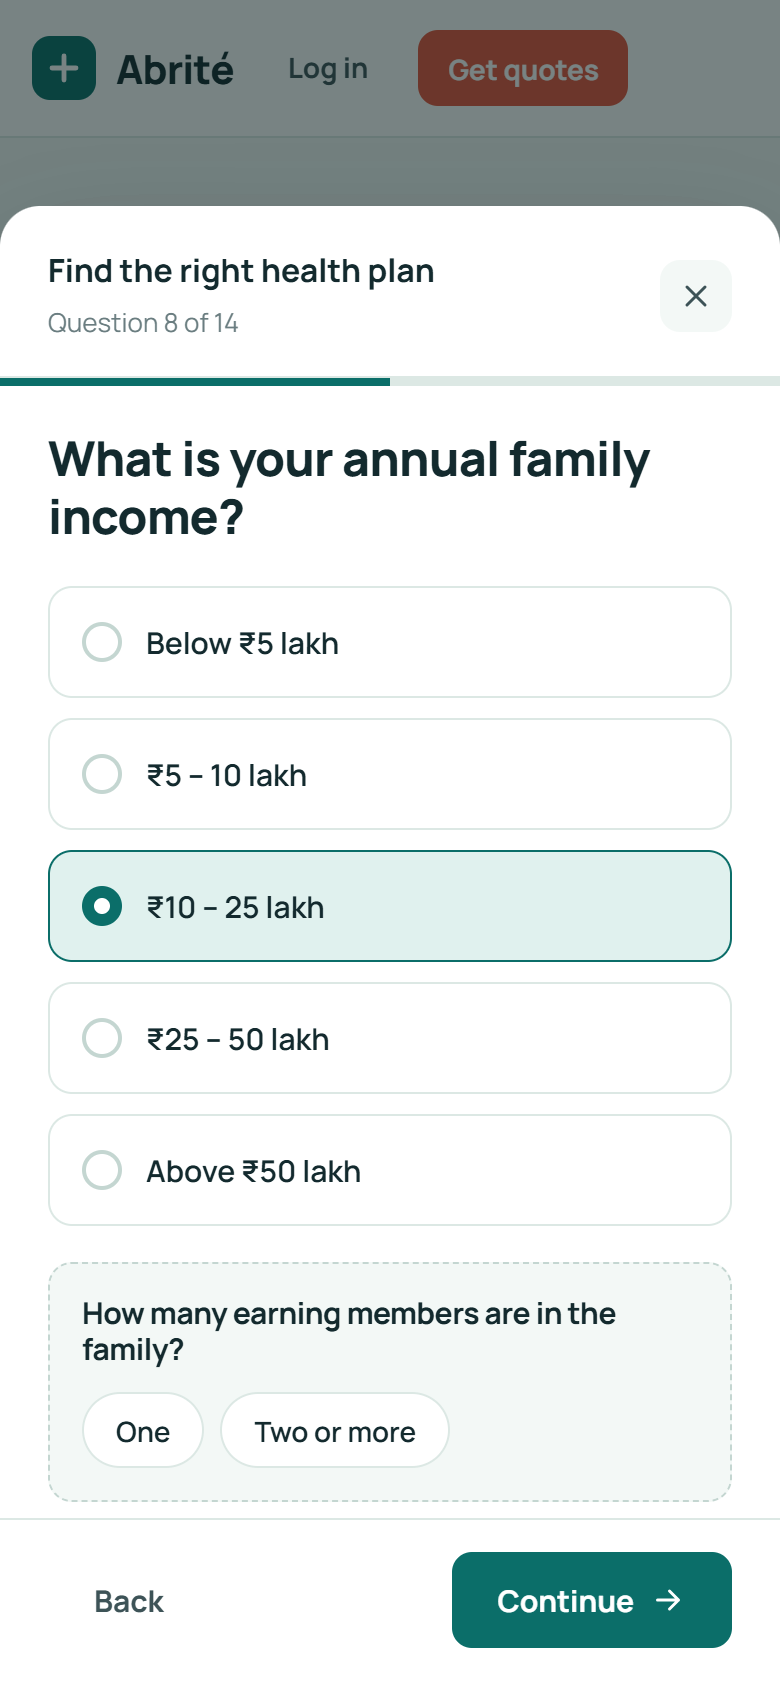 Abrité
Log in
Get quotes
Find the right health plan
Question 8 of 14
What is your annual family
income?
Below ₹5 lakh
₹5 – 10 lakh
₹10 – 25 lakh
₹25 – 50 lakh
Above ₹50 lakh
How many earning members are in the
family?
One
Two or more
Back
Continue →